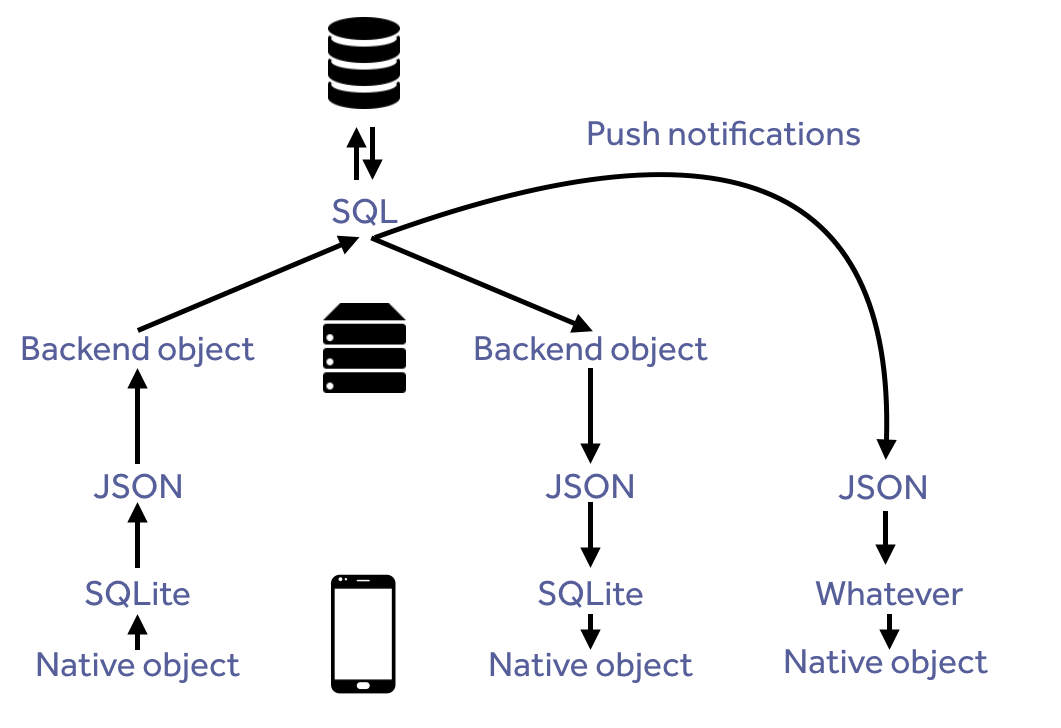 Push notifications
SQL
Backend object
Backend object
JSON
JSON
JSON
SQLite
SQLite
Whatever
Native object
Native object
Native object